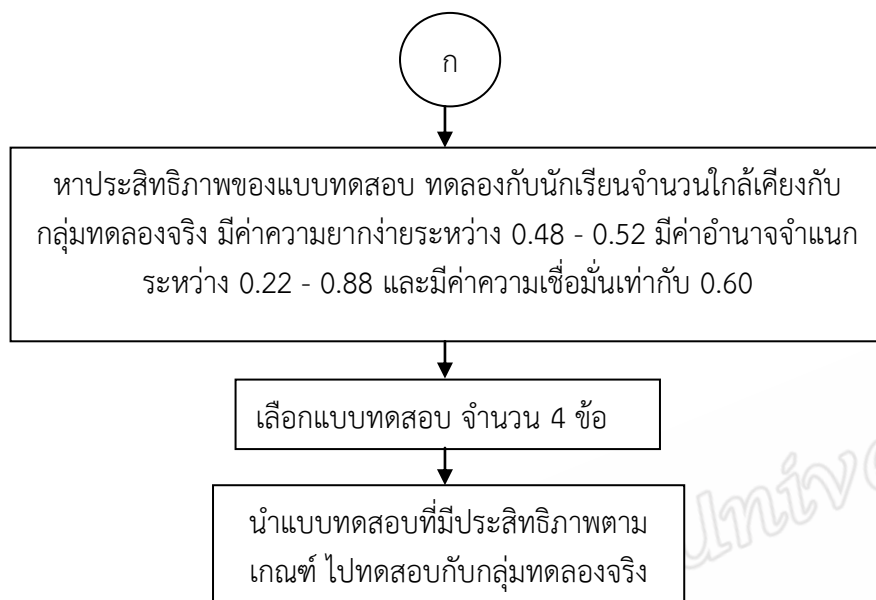 ก
หาประสิทธิภาพของแบบทดสอบ ทดลองกับนักเรียนจำนวนใกล้เคียงกับ
กลุ่มทดลองจริง มีค่าความยากง่ายระหว่าง 0.48 - 0.52 มีค่าอำนาจจำแนก
ระหว่าง 0.22 - 0.88 และมีค่าความเชื่อมั่นเท่ากับ 0.60
เลือกแบบทดสอบ จำนวน 4 ข้อ
นำแบบทดสอบที่มีประสิทธิภาพตาม
เกณฑ์ ไปทดสอบกับกลุ่มทดลองจริง